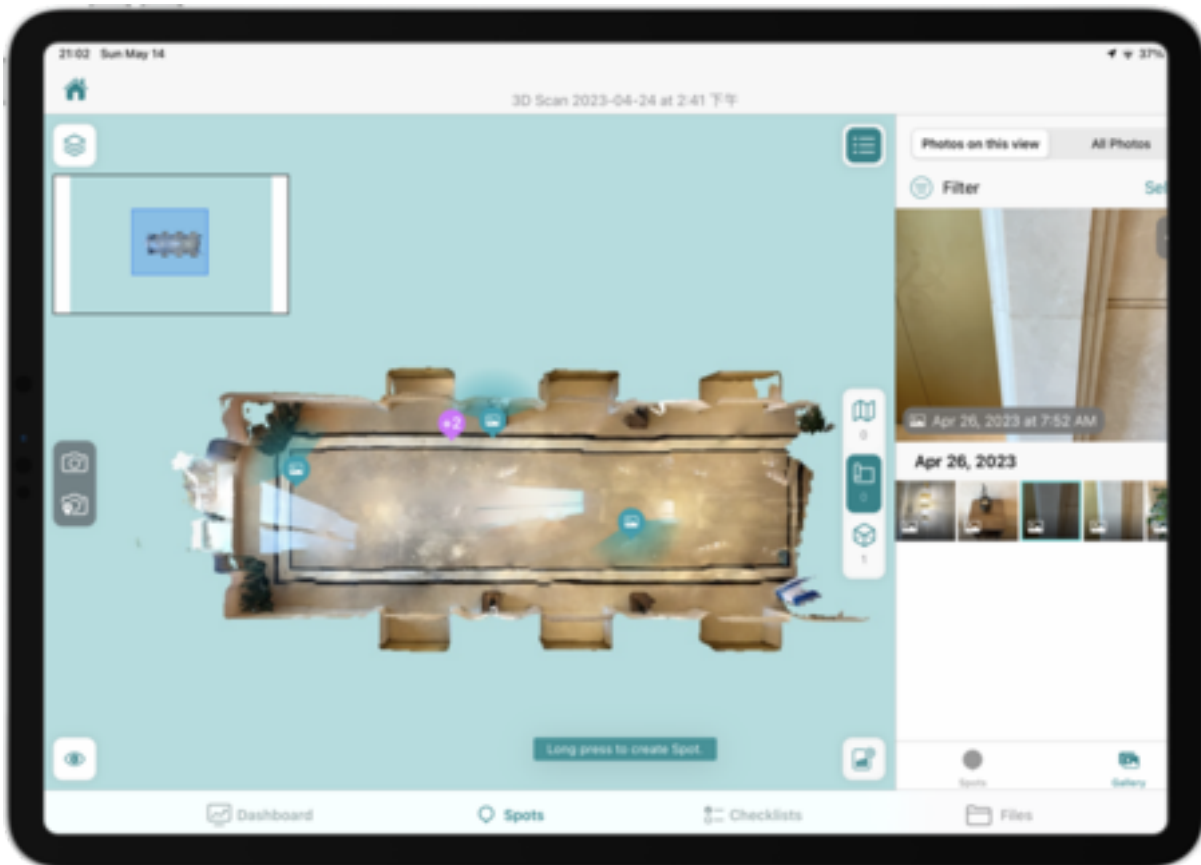 21:02 Sun May 14
37%
3D Scan 2023-04-24 at 2:41 下午
Photos on this view
All Photos
Filter
Sel
Apr 26, 2023 at 7:52 AM
Apr 26, 2023
+2
0
0
1
Long press to create Spot.
Spots
Gallery
Dashboard
Spots
Checklists
Files